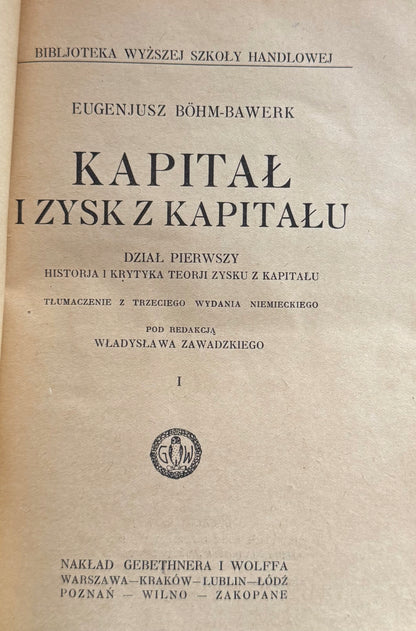 BIBLJOTEKA WYŻSZEJ SZKOŁY HANDLOWEJ
EUGENJUSZ BÖHM-BAWERK
KAPITAŁ
I ZYSK Z KAPITAŁU
DZIAŁ PIERWSZY
HISTORJA I KRYTYKA TEORJI ZYSKU Z KAPITAŁU
TŁUMACZENIE Z TRZECIEGO WYDANIA NIEMIECKIEGO
POD REDAKCJĄ
WŁADYSŁAWA ZAWADZKIEGO
I
G W
NAKŁAD GEBETHNERA I WOLFFA
WARSZAWA—KRAKÓW—LUBLIN—ŁÓDŹ
POZNAŃ — WILNO — ZAKOPANE